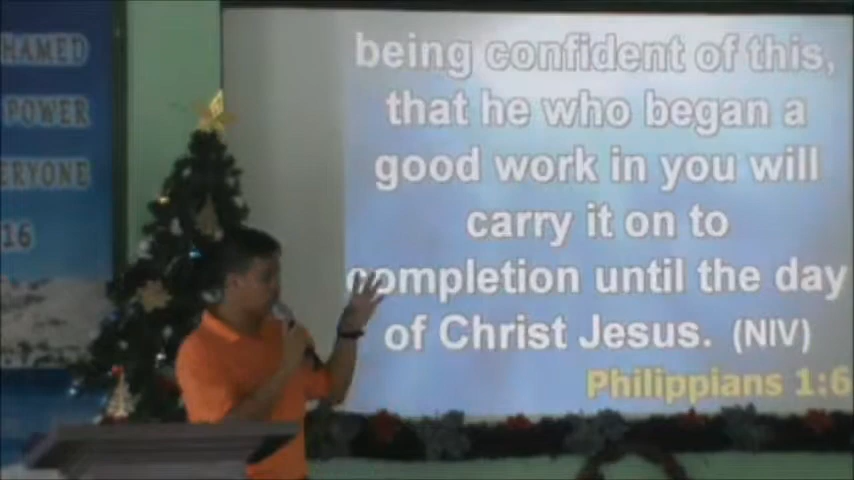 HAMED
POWER
ERYONE
16
being confident of this,
that he who began a
good work in you will
carry it on to
completion until the day
of Christ Jesus. (NIV)
Philippians 1:6